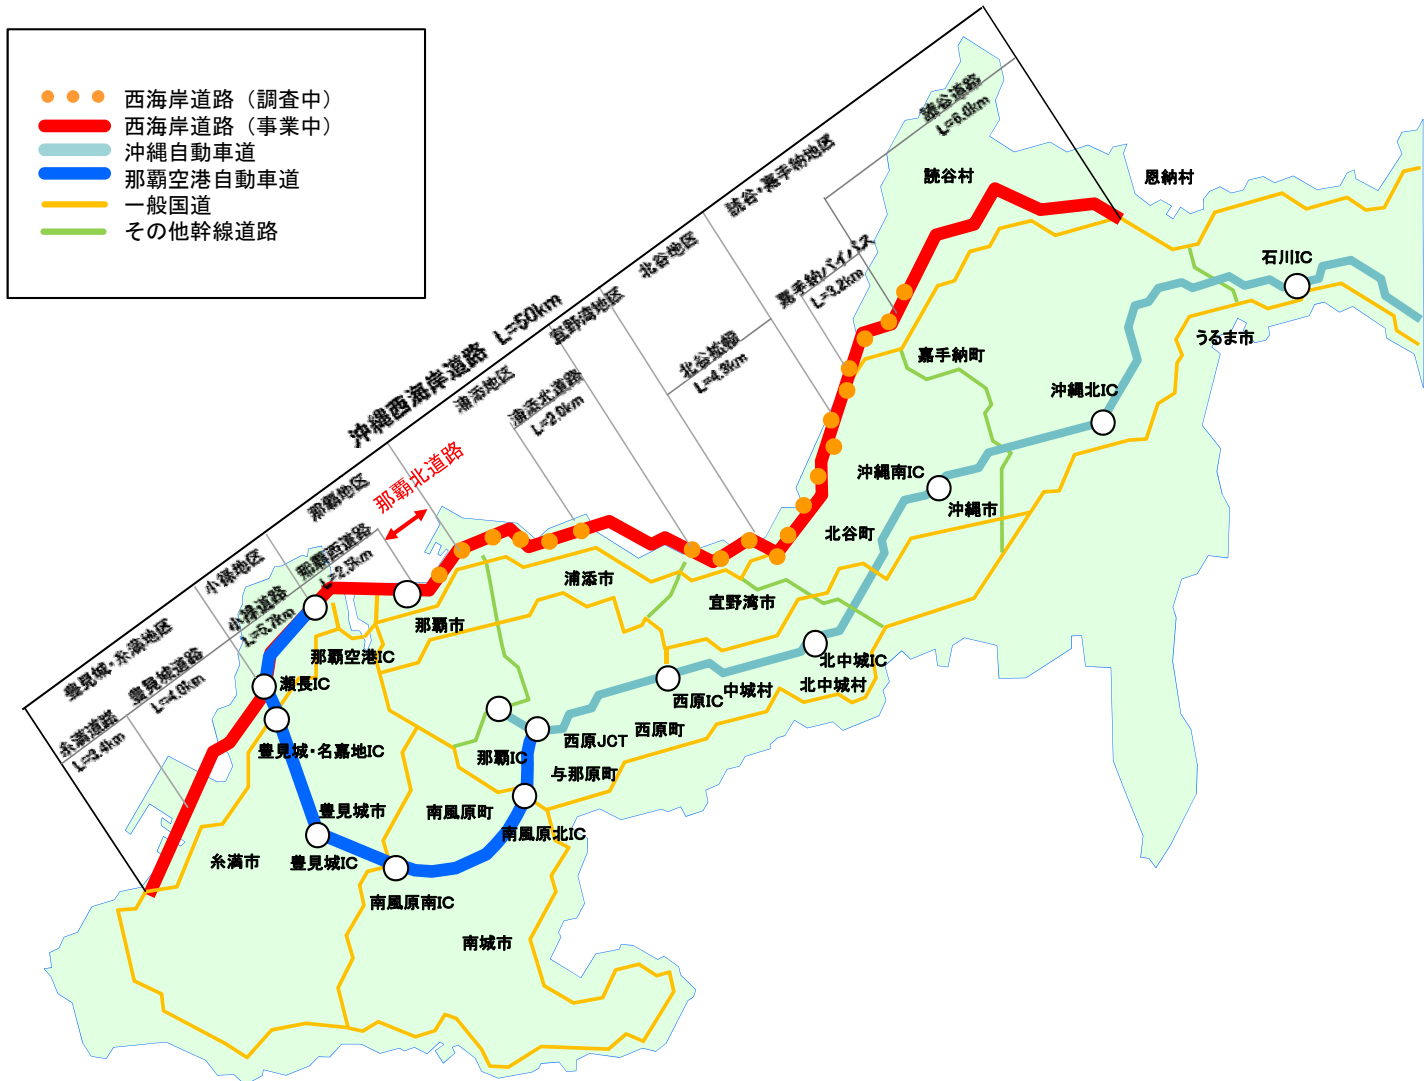 西海岸道路（調査中）
西海岸道路（事業中）
沖縄自動車道
那覇空港自動車道
一般国道
その他幹線道路
沖縄西海岸道路 L=50km
読谷・嘉手納地区
北谷地区
宜野湾地区
浦添地区
那覇地区
小禄地区
豊見城・糸満地区
読谷道路
L=6.0km
嘉手納バイパス
L=3.2km
北谷拡幅
L=4.3km
浦添北道路
L=2.0km
那覇北道路
那覇西道路
L=2.5km
小禄道路
L=5.7km
豊見城道路
L=4.0km
糸満道路
L=3.4km
読谷村
恩納村
石川IC
うるま市
嘉手納町
沖縄北IC
沖縄南IC
沖縄市
北谷町
浦添市
宜野湾市
那覇市
那覇空港IC
瀬長IC
北中城IC
北中城村
中城村
西原IC
西原町
西原JCT
那覇IC
与那原町
豊見城・名嘉地IC
豊見城市
豊見城IC
南風原町
南風原北IC
糸満市
南風原南IC
南城市